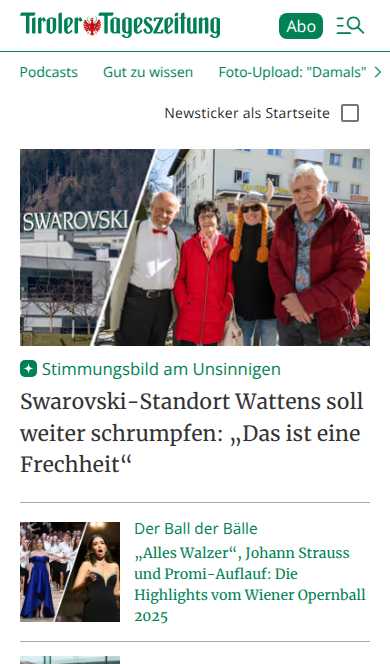 Tiroler Tageszeitung
Abo
Podcasts Gut zu wissen Foto-Upload: "Damals"
Newsticker als Startseite
SWAROVSKI
Stimmungsbild am Unsinnigen
Swarovski-Standort Wattens soll
weiter schrumpfen: „Das ist eine
Frechheit“
Der Ball der Bälle
„Alles Walzer“, Johann Strauss
und Promi-Auflauf: Die
Highlights vom Wiener Opernball
2025